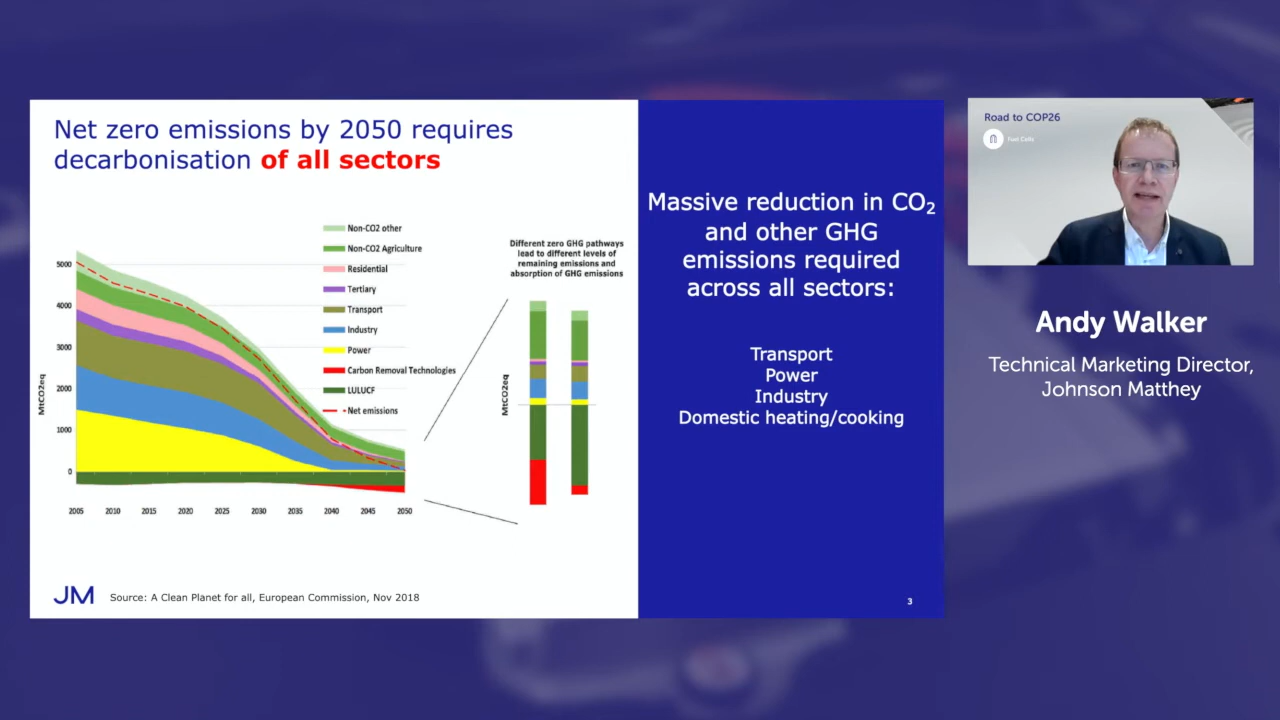 Net zero emissions by 2050 requires
decarbonisation of all sectors
Non-CO2 other
Non-CO2 Agriculture
Residential
Tertiary
Transport
Industry
Power
Carbon Removal Technologies
LULUCF
Net emissions
MtCO2eq
5000
4000
3000
2000
1000
0
2005 2010 2015 2020 2025 2030 2035 2040 2045 2050
Different zero GHG pathways
lead to different levels of
remaining emissions and
absorption of GHG emissions
MtCO2eq
JM
Source: A Clean Planet for all, European Commission, Nov 2018
Massive reduction in CO₂
and other GHG
emissions required
across all sectors:
Transport
Power
Industry
Domestic heating/cooking
3
Road to COP26
Fuel Cells
Andy Walker
Technical Marketing Director,
Johnson Matthey